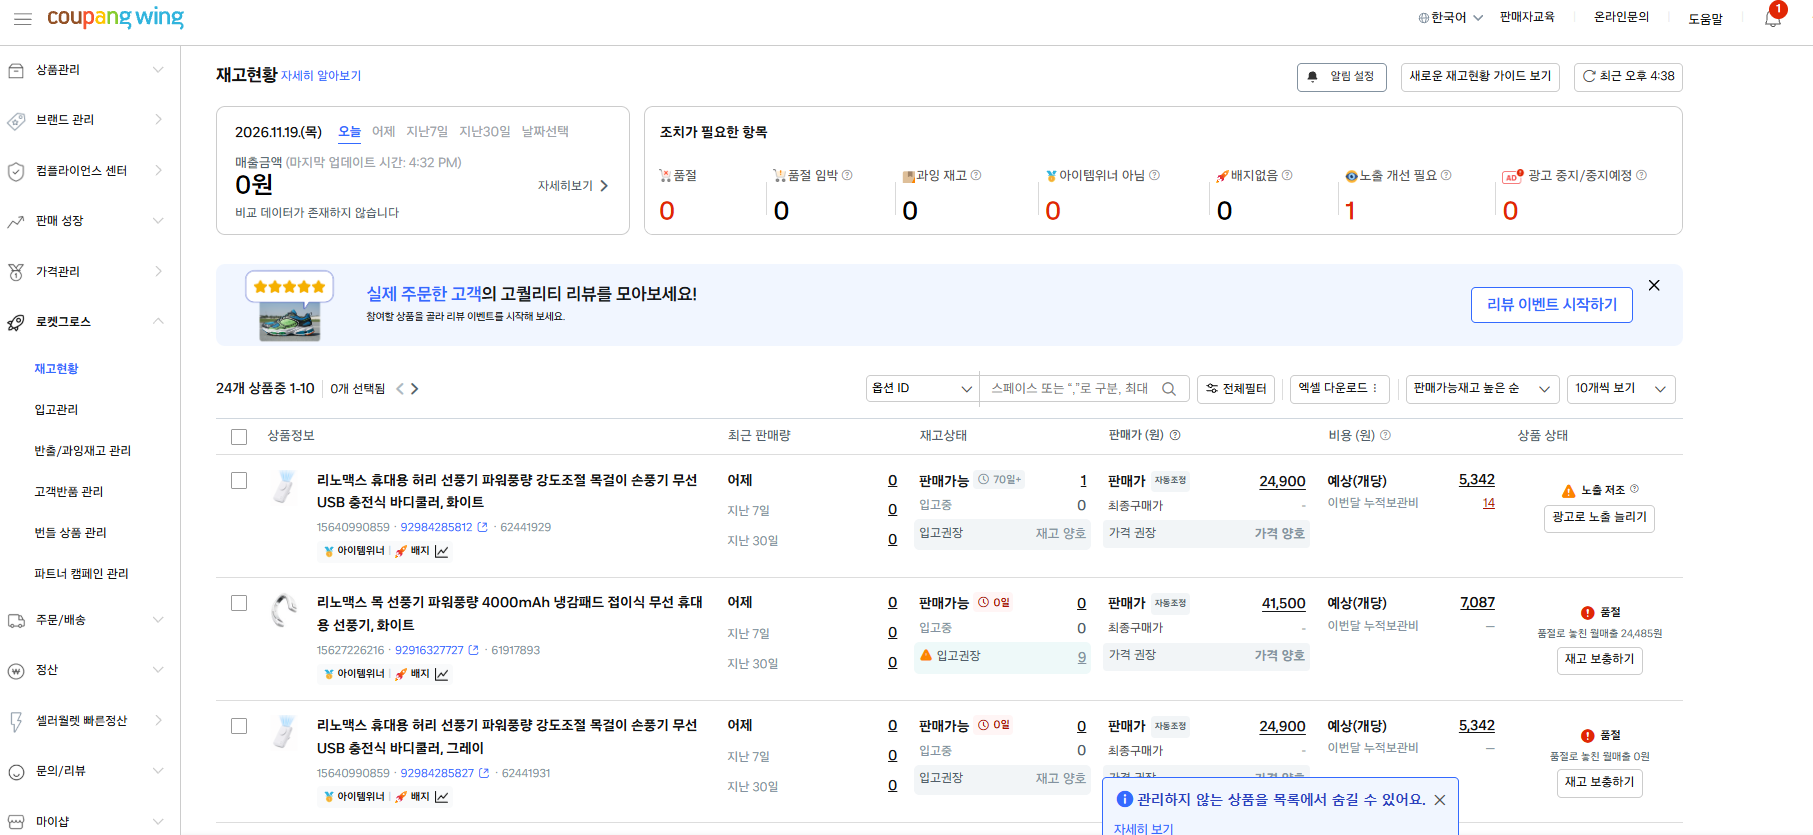 coupang wing
한국어
판매자교육
온라인문의
도움말
1
상품관리
브랜드 관리
컴플라이언스 센터
판매 성장
가격관리
로켓그로스
재고현황
입고관리
반출/과잉재고 관리
고객반품 관리
번들 상품 관리
파트너 캠페인 관리
주문/배송
정산
셀러월렛 빠른정산
문의/리뷰
마이샵
재고현황 자세히 알아보기
알림 설정
새로운 재고현황 가이드 보기
최근 오후 4:38
2026.11.19.(목) 오늘 어제 지난7일 지난30일 날짜선택
매출금액 (마지막 업데이트 시간: 4:32 PM)
0원
자세히보기
비교 데이터가 존재하지 않습니다
조치가 필요한 항목
품절 품절 임박 과잉 재고 아이템위너 아님 배지없음 노출 개선 필요 AD 광고 중지/중지예정
0 0 0 0 0 1 0
실제 주문한 고객의 고퀄리티 리뷰를 모아보세요!
참여할 상품을 골라 리뷰 이벤트를 시작해 보세요.
리뷰 이벤트 시작하기
24개 상품중 1-10 0개 선택됨
옵션 ID
스페이스 또는 “,”로 구분, 최대
전체필터
엑셀 다운로드
판매가능재고 높은 순
10개씩 보기
상품정보 최근 판매량 재고상태 판매가 (원) 비용 (원) 상품 상태
리노맥스 휴대용 허리 선풍기 파워풍량 강도조절 목걸이 손풍기 무선
USB 충전식 바디쿨러, 화이트
15640990859 · 92984285812 · 62441929
아이템위너 배지
어제 0
지난 7일 0
지난 30일 0
판매가능 70일+ 1
입고중 0
입고권장 재고 양호
판매가 자동조정 24,900
최종구매가 -
가격 권장 가격 양호
예상(개당) 5,342
이번달 누적보관비 14
노출 저조
광고로 노출 늘리기
리노맥스 목 선풍기 파워풍량 4000mAh 냉감패드 접이식 무선 휴대
용 선풍기, 화이트
15627226216 · 92916327727 · 61917893
아이템위너 배지
어제 0
지난 7일 0
지난 30일 0
판매가능 0일 0
입고중 0
입고권장 9
판매가 자동조정 41,500
최종구매가 -
가격 권장 가격 양호
예상(개당) 7,087
이번달 누적보관비 –
품절
품절로 놓친 월매출 24,485원
재고 보충하기
리노맥스 휴대용 허리 선풍기 파워풍량 강도조절 목걸이 손풍기 무선
USB 충전식 바디쿨러, 그레이
15640990859 · 92984285827 · 62441931
아이템위너 배지
어제 0
지난 7일 0
지난 30일 0
판매가능 0일 0
입고중 0
입고권장 재고 양호
판매가 자동조정 24,900
최종구매가 -
가격 권장 가격 양호
예상(개당) 5,342
이번달 누적보관비 –
품절
품절로 놓친 월매출 0원
재고 보충하기
관리하지 않는 상품을 목록에서 숨길 수 있어요.
자세히 보기